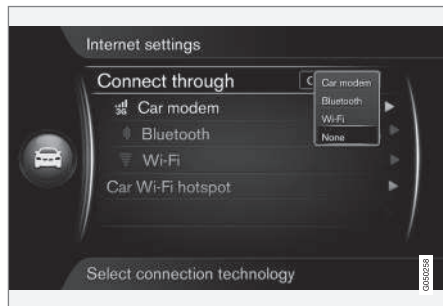 Internet settings
Connect through
Car modem
Bluetooth
Wi-Fi
None
3G Car modem
Bluetooth
Wi-Fi
Car Wi-Fi hotspot
Select connection technology
G050258